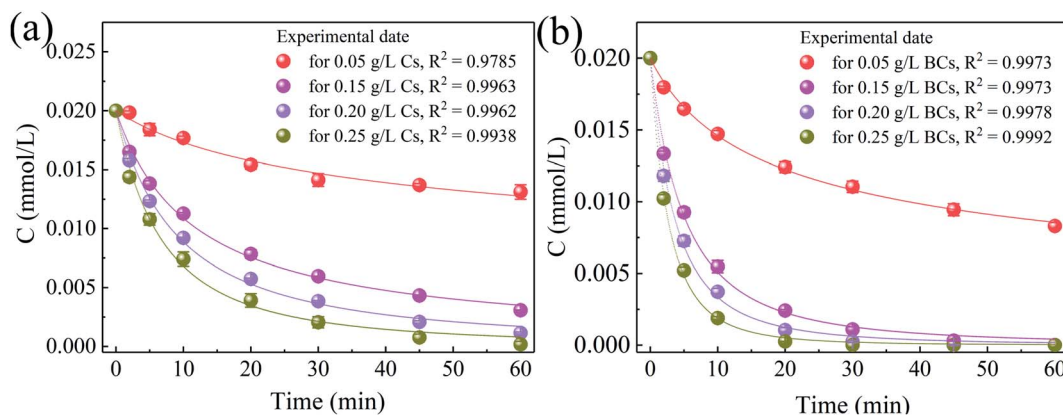 (a)
Experimental date
for 0.05 g/L Cs, R² = 0.9785
for 0.15 g/L Cs, R² = 0.9963
for 0.20 g/L Cs, R² = 0.9962
for 0.25 g/L Cs, R² = 0.9938
0.025
0.020
0.015
0.010
0.005
0.000
C (mmol/L)
0 10 20 30 40 50 60
Time (min)
(b)
Experimental date
for 0.05 g/L BCs, R² = 0.9973
for 0.15 g/L BCs, R² = 0.9973
for 0.20 g/L BCs, R² = 0.9978
for 0.25 g/L BCs, R² = 0.9992
0.020
0.015
0.010
0.005
0.000
C (mmol/L)
0 10 20 30 40 50 60
Time (min)